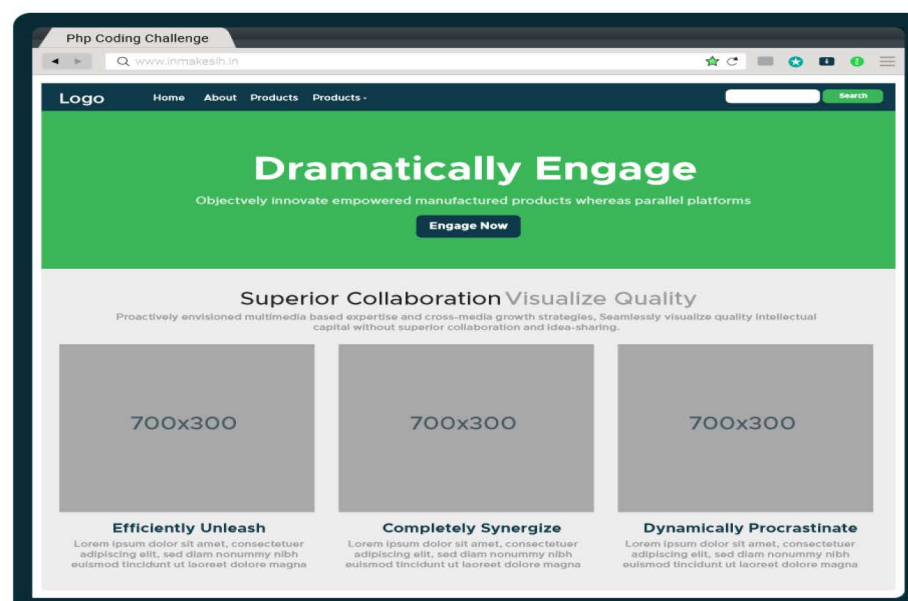 Php Coding Challenge
www.inmakeslh.in
Logo Home About Products Products -
Search
Dramatically Engage
Objectvely innovate empowered manufactured products whereas parallel platforms
Engage Now
Superior Collaboration Visualize Quality
Proactively envisioned multimedia based expertise and cross-media growth strategies, Seamlessly visualize quality Intellectual
capital without superior collaboration and idea-sharing.
700x300
700x300
700x300
Efficiently Unleash
Lorem ipsum dolor sit amet, consectetuer
adipiscing elit, sed diam nonummy nibh
euismod tincidunt ut laoreet dolore magna
Completely Synergize
Lorem ipsum dolor sit amet, consectetuer
adipiscing elit, sed diam nonummy nibh
euismod tincidunt ut laoreet dolore magna
Dynamically Procrastinate
Lorem ipsum dolor sit amet, consectetuer
adipiscing elit, sed diam nonummy nibh
euismod tincidunt ut laoreet dolore magna